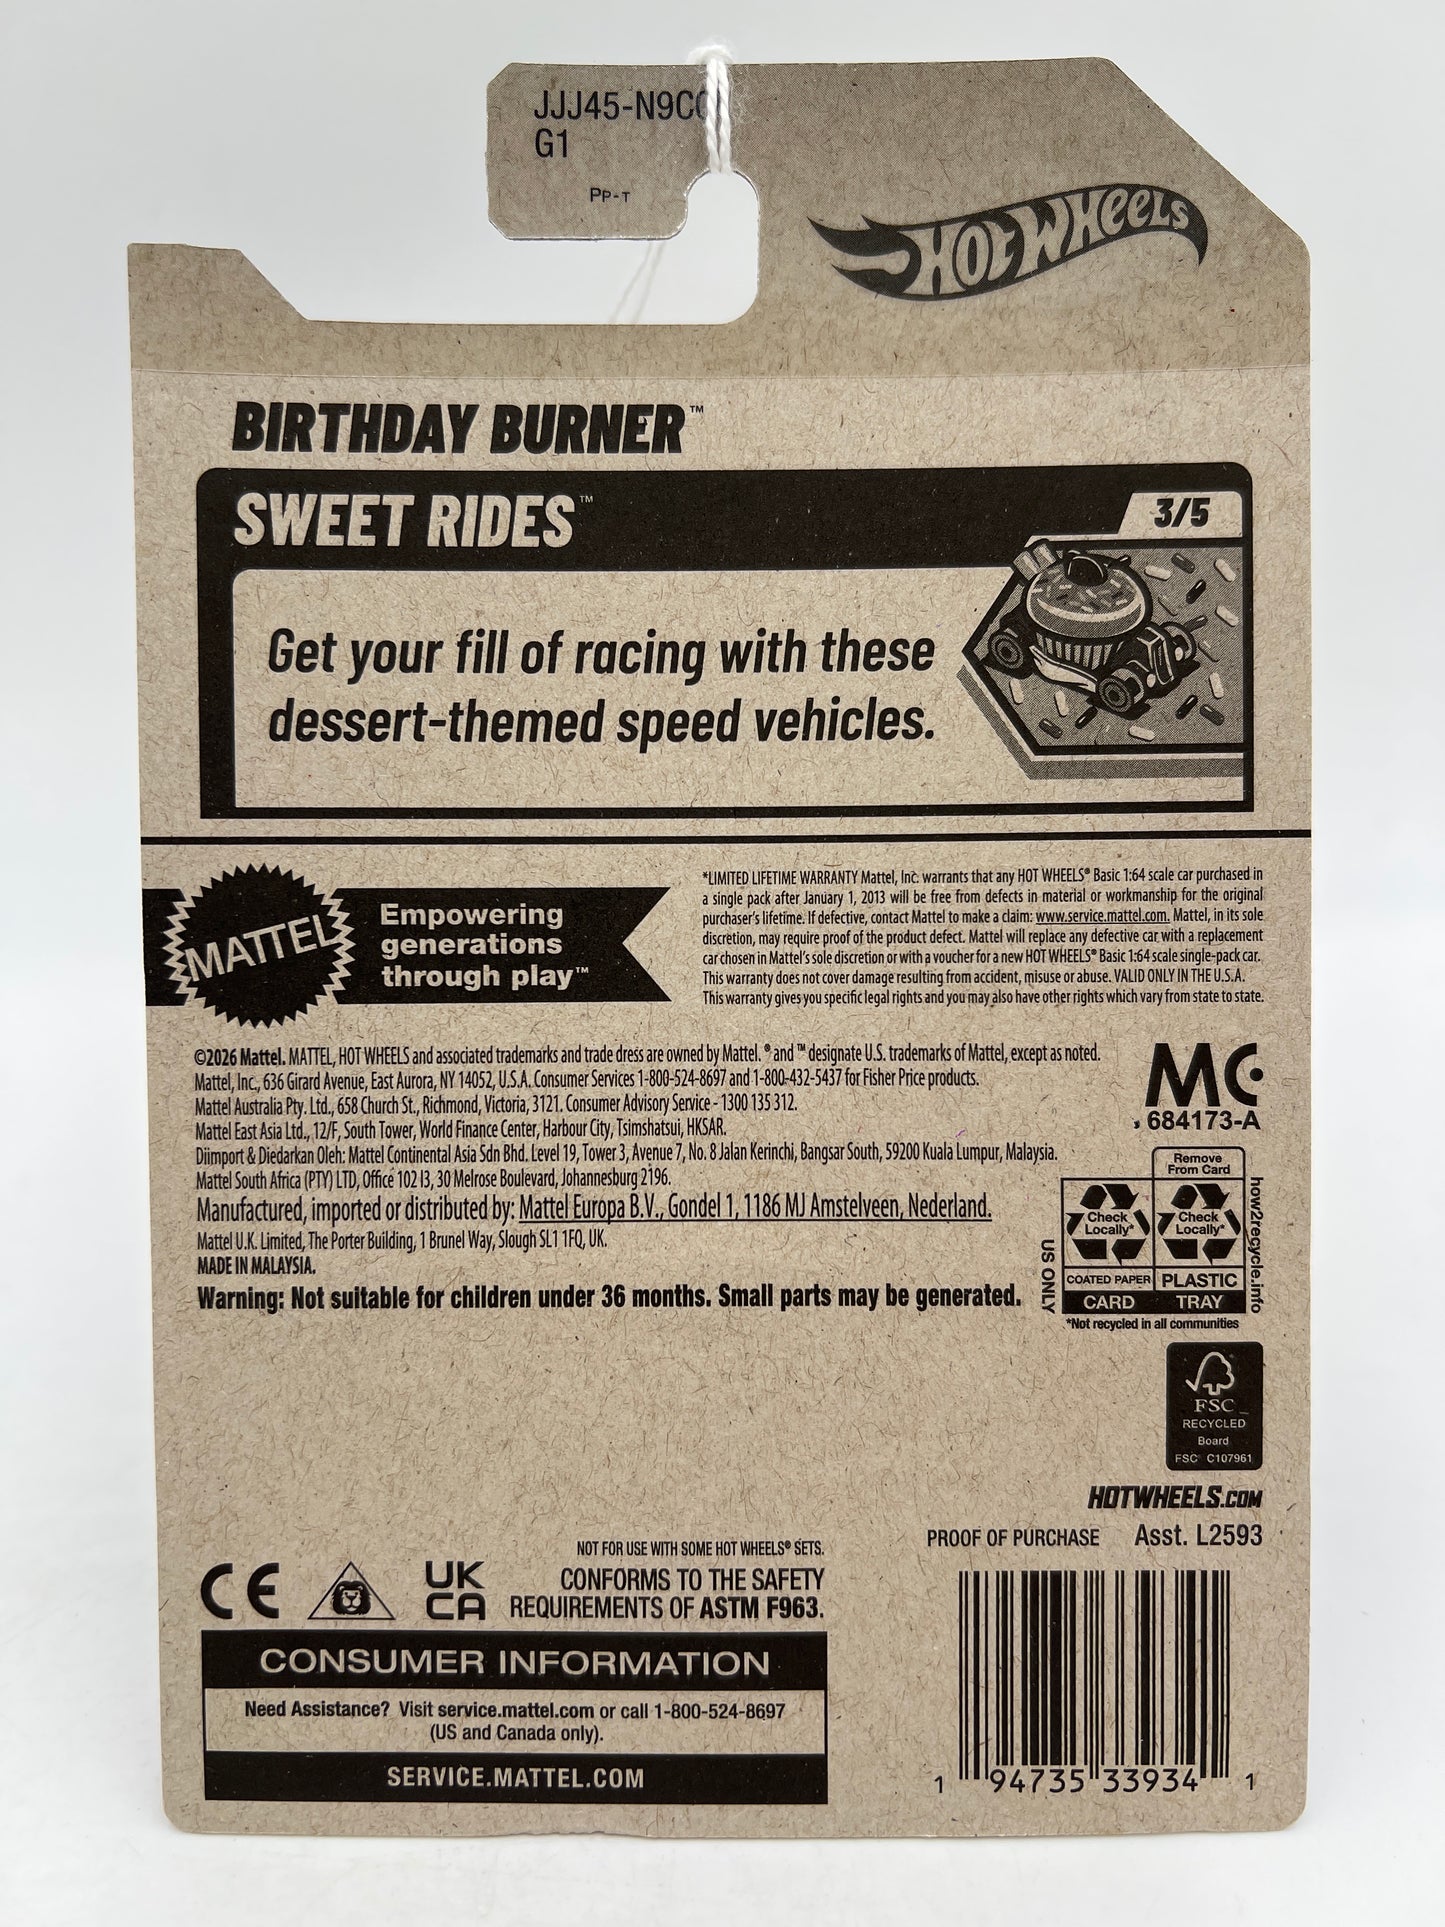 JJJ45-N9C
G1
PP-T
HOT WHEELS
BIRTHDAY BURNER™
SWEET RIDES™
3/5
Get your fill of racing with these
dessert-themed speed vehicles.
MATTEL
Empowering
generations
through play™
*LIMITED LIFETIME WARRANTY Mattel, Inc. warrants that any HOT WHEELS® Basic 1:64 scale car purchased in
a single pack after January 1, 2013 will be free from defects in material or workmanship for the original
purchaser's lifetime. If defective, contact Mattel to make a claim: www.service.mattel.com. Mattel, in its sole
discretion, may require proof of the product defect. Mattel will replace any defective car with a replacement
car chosen in Mattel's sole discretion or with a voucher for a new HOT WHEELS® Basic 1:64 scale single-pack car.
This warranty does not cover damage resulting from accident, misuse or abuse. VALID ONLY IN THE U.S.A.
This warranty gives you specific legal rights and you may also have other rights which vary from state to state.
©2026 Mattel. MATTEL, HOT WHEELS and associated trademarks and trade dress are owned by Mattel. ® and ™ designate U.S. trademarks of Mattel, except as noted.
Mattel, Inc., 636 Girard Avenue, East Aurora, NY 14052, U.S.A. Consumer Services 1-800-524-8697 and 1-800-432-5437 for Fisher Price products.
Mattel Australia Pty. Ltd., 658 Church St., Richmond, Victoria, 3121. Consumer Advisory Service - 1300 135 312.
Mattel East Asia Ltd., 12/F, South Tower, World Finance Center, Harbour City, Tsimshatsui, HKSAR.
Diimport & Diedarkan Oleh: Mattel Continental Asia Sdn Bhd. Level 19, Tower 3, Avenue 7, No. 8 Jalan Kerinchi, Bangsar South, 59200 Kuala Lumpur, Malaysia.
Mattel South Africa (PTY) LTD, Office 102 I3, 30 Melrose Boulevard, Johannesburg 2196.
Manufactured, imported or distributed by: Mattel Europa B.V., Gondel 1, 1186 MJ Amstelveen, Nederland.
Mattel U.K. Limited, The Porter Building, 1 Brunel Way, Slough SL1 1FQ, UK.
MADE IN MALAYSIA.
Warning: Not suitable for children under 36 months. Small parts may be generated.
MC
684173-A
Remove
From Card
Check
Locally*
Check
Locally*
COATED PAPER
PLASTIC
CARD
TRAY
US ONLY
how2recycle.info
*Not recycled in all communities
FSC
RECYCLED
Board
FSC® C107961
HOTWHEELS.COM
PROOF OF PURCHASE Asst. L2593
NOT FOR USE WITH SOME HOT WHEELS® SETS.
CE
UK
CA
CONFORMS TO THE SAFETY
REQUIREMENTS OF ASTM F963.
CONSUMER INFORMATION
Need Assistance? Visit service.mattel.com or call 1-800-524-8697
(US and Canada only).
SERVICE.MATTEL.COM
1 94735 33934 1